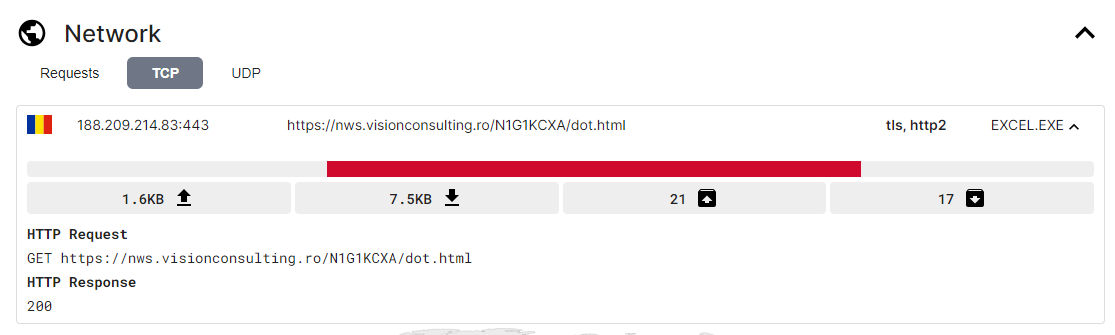 Network
Requests TCP UDP
188.209.214.83:443 https://nws.visionconsulting.ro/N1G1KCXA/dot.html tls, http2 EXCEL.EXE
1.6KB 7.5KB 21 17
HTTP Request
GET https://nws.visionconsulting.ro/N1G1KCXA/dot.html
HTTP Response
200